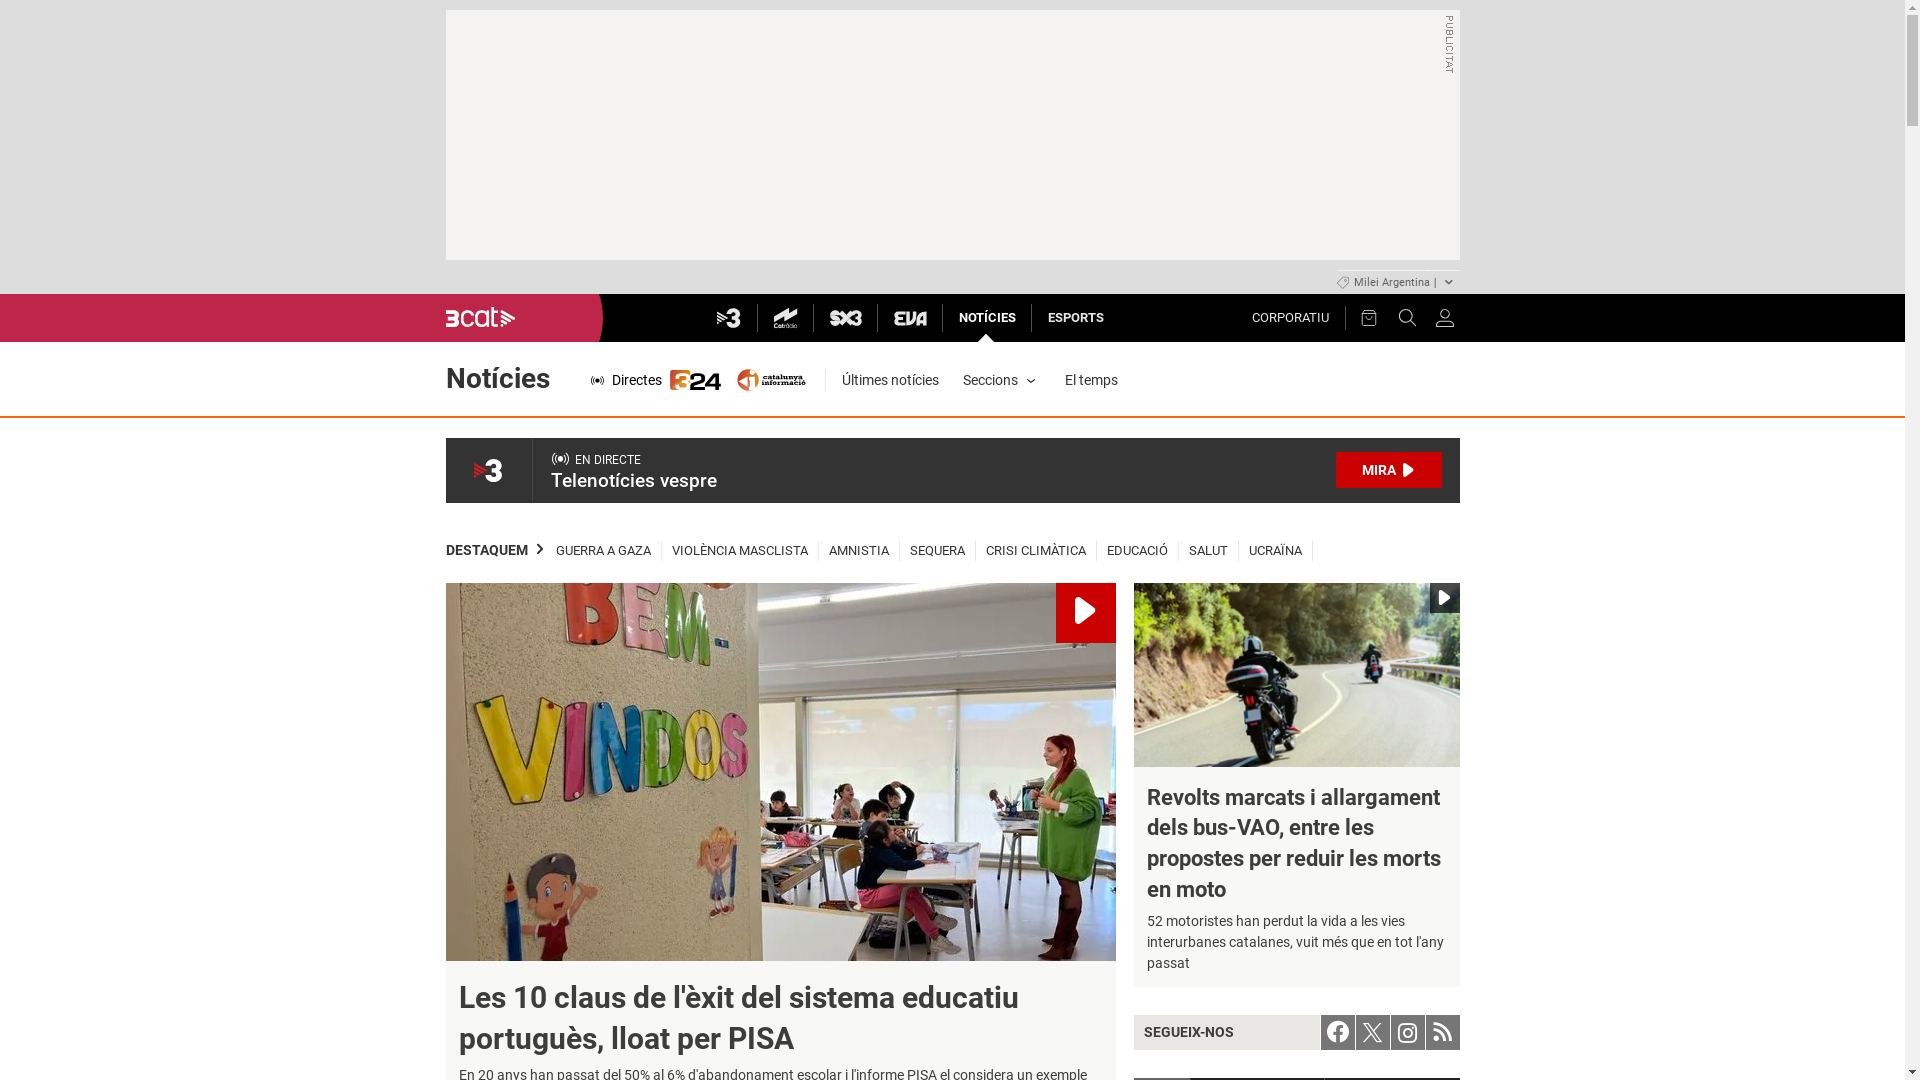 PUBLICITAT
Milei Argentina |
3cat
3
Catràdio
SX3
EVA
NOTÍCIES
ESPORTS
CORPORATIU
Notícies
Directes
324
catalunya
informació
Últimes notícies
Seccions
El temps
3
EN DIRECTE
Telenotícies vespre
MIRA
DESTAQUEM
GUERRA A GAZA
VIOLÈNCIA MASCLISTA
AMNISTIA
SEQUERA
CRISI CLIMÀTICA
EDUCACIÓ
SALUT
UCRAÏNA
BEM-
VINDOS
Les 10 claus de l'èxit del sistema educatiu
portuguès, lloat per PISA
En 20 anys han passat del 50% al 6% d'abandonament escolar i l'informe PISA el considera un exemple
Revolts marcats i allargament
dels bus-VAO, entre les
propostes per reduir les morts
en moto
52 motoristes han perdut la vida a les vies
interurbanes catalanes, vuit més que en tot l'any
passat
SEGUEIX-NOS